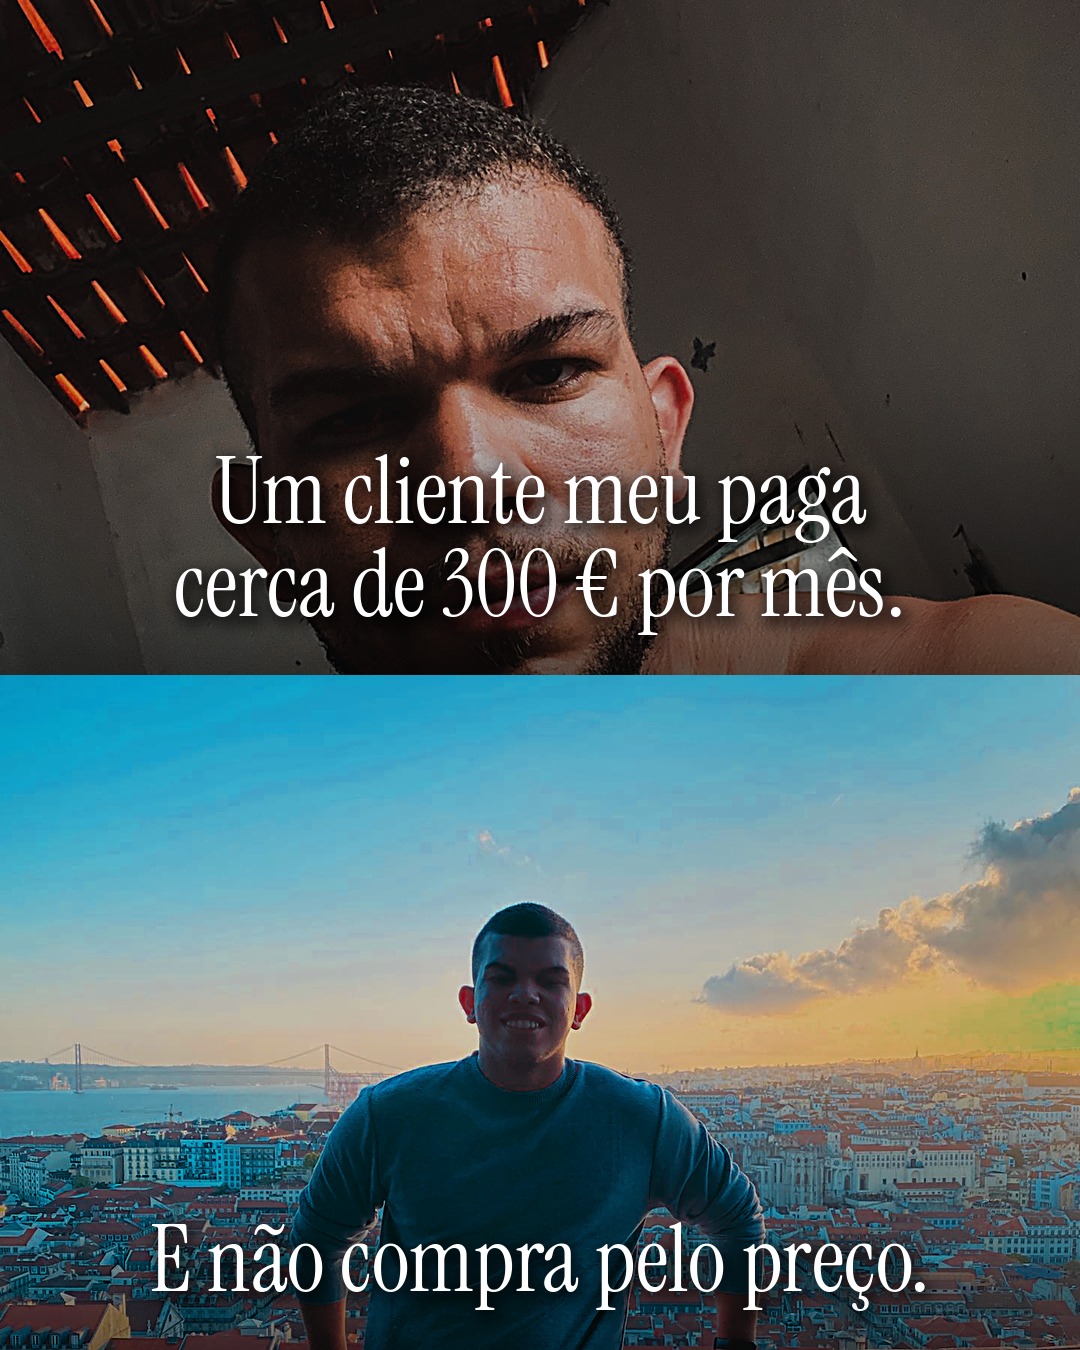 Um cliente meu paga
cerca de 300 € por mês.
E não compra pelo preço.